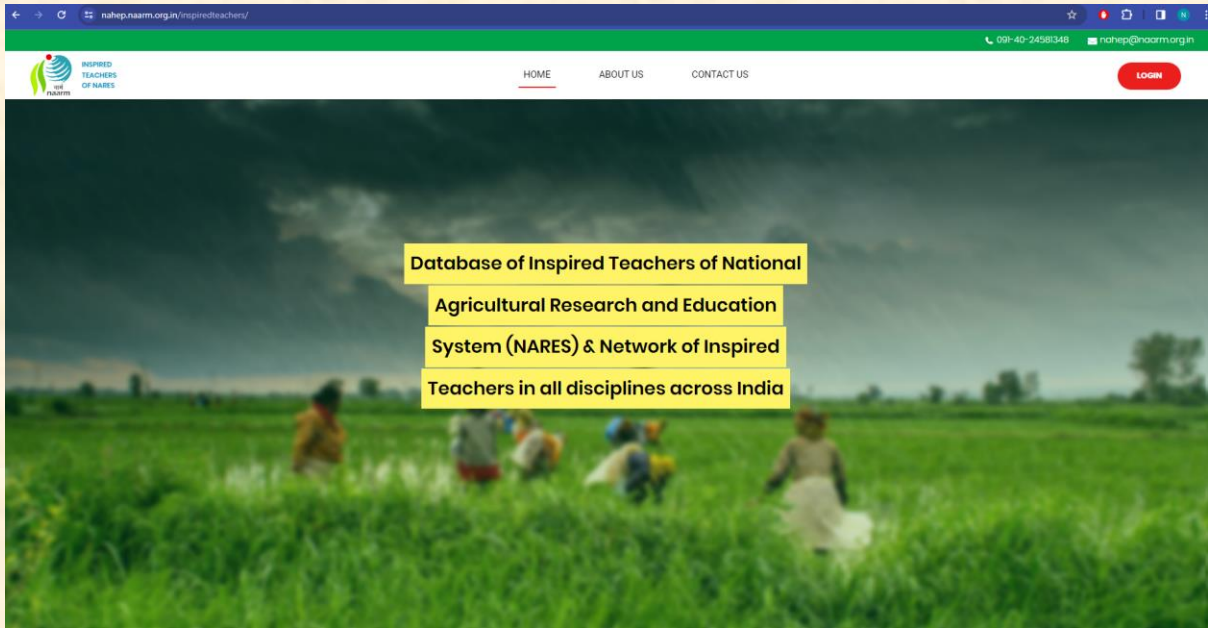 nahep.naarm.org.in/inspiredteachers/
091-40-24581348 nahep@naarm.org.in
INSPIRED
TEACHERS
OF NARES
naarm
HOME ABOUT US CONTACT US
LOGIN
Database of Inspired Teachers of National
Agricultural Research and Education
System (NARES) & Network of Inspired
Teachers in all disciplines across India